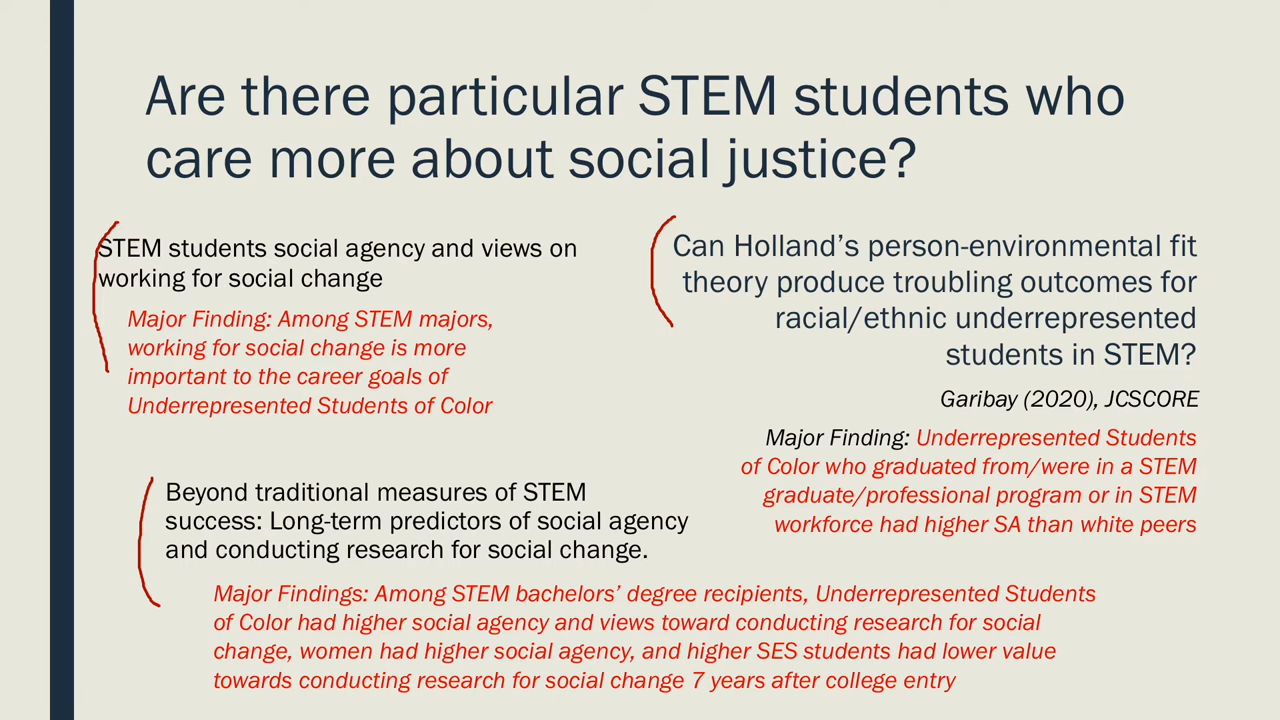 Are there particular STEM students who
care more about social justice?
STEM students social agency and views on
working for social change
Major Finding: Among STEM majors,
working for social change is more
important to the career goals of
Underrepresented Students of Color
Can Holland’s person-environmental fit
theory produce troubling outcomes for
racial/ethnic underrepresented
students in STEM?
Garibay (2020), JCSCORE
Major Finding: Underrepresented Students
of Color who graduated from/were in a STEM
graduate/professional program or in STEM
workforce had higher SA than white peers
Beyond traditional measures of STEM
success: Long-term predictors of social agency
and conducting research for social change.
Major Findings: Among STEM bachelors’ degree recipients, Underrepresented Students
of Color had higher social agency and views toward conducting research for social
change, women had higher social agency, and higher SES students had lower value
towards conducting research for social change 7 years after college entry